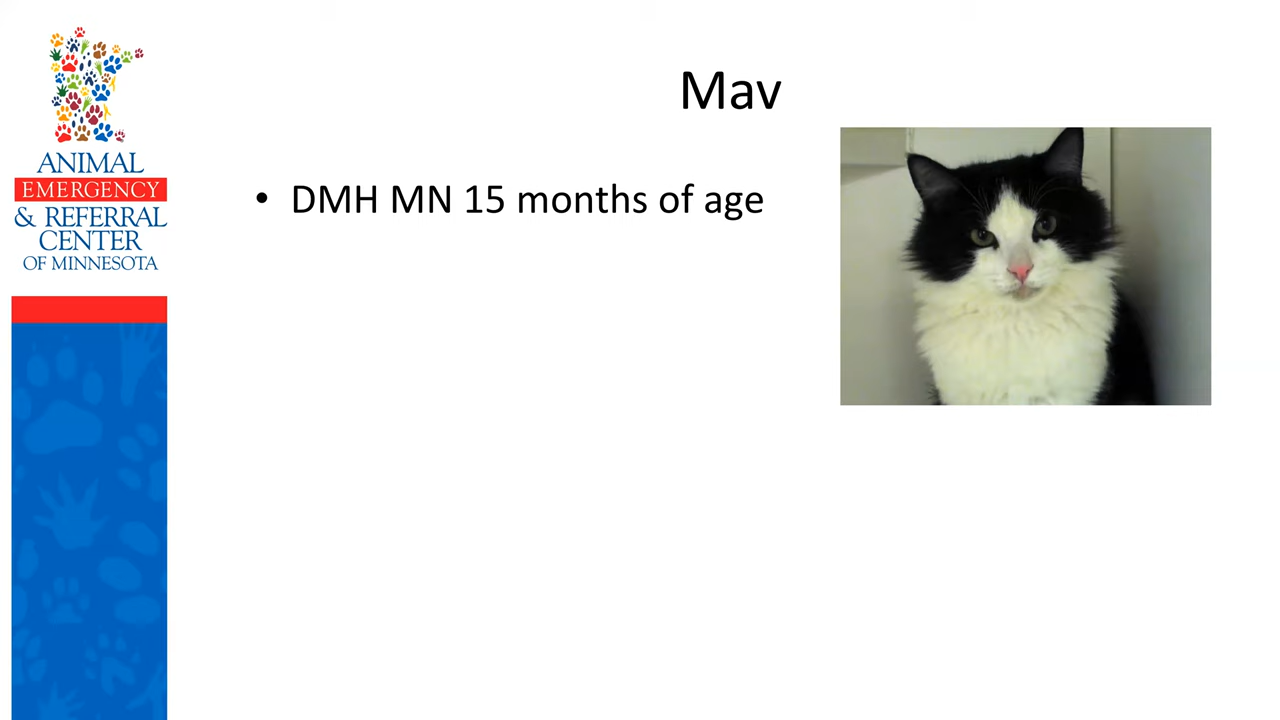 Mav
ANIMAL
EMERGENCY
& REFERRAL
CENTER
OF MINNESOTA
• DMH MN 15 months of age